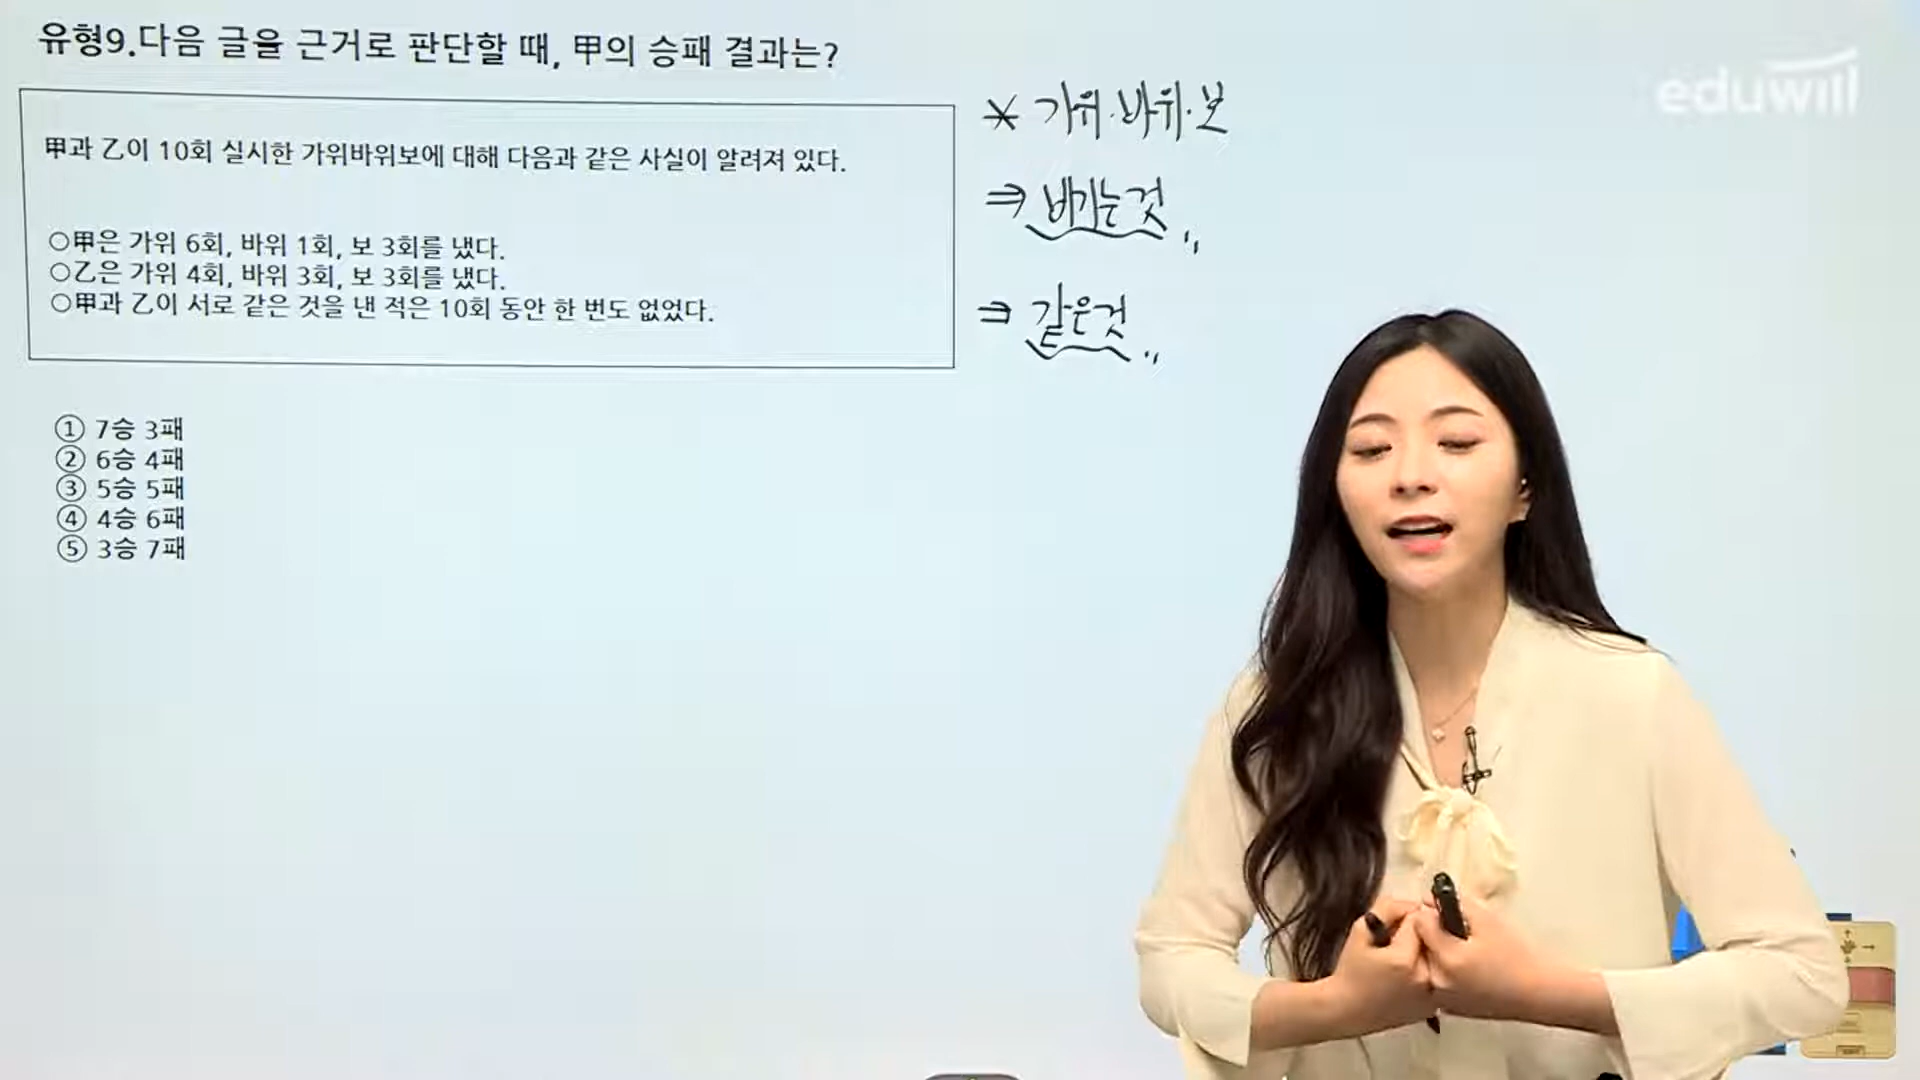 유형9.다음 글을 근거로 판단할 때, 甲의 승패 결과는?
eduwill
甲과 乙이 10회 실시한 가위바위보에 대해 다음과 같은 사실이 알려져 있다.
○甲은 가위 6회, 바위 1회, 보 3회를 냈다.
○乙은 가위 4회, 바위 3회, 보 3회를 냈다.
○甲과 乙이 서로 같은 것을 낸 적은 10회 동안 한 번도 없었다.
* 가위·바위·보
⇒ 비기는것 〃
⇒ 같은것 〃
① 7승 3패
② 6승 4패
③ 5승 5패
④ 4승 6패
⑤ 3승 7패